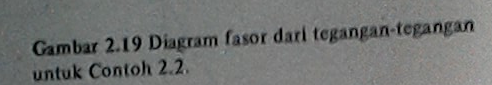 Gambar 2.19 Diagram fasor dari tegangan-tegangan
untuk Contoh 2.2.